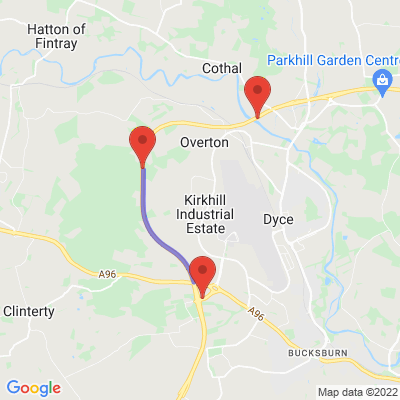 Hatton of
Fintray
Cothal
Parkhill Garden Centre
Overton
Kirkhill
Industrial
Estate
Dyce
A96
Clinterty
A96
BUCKSBURN
Google
Map data ©2022